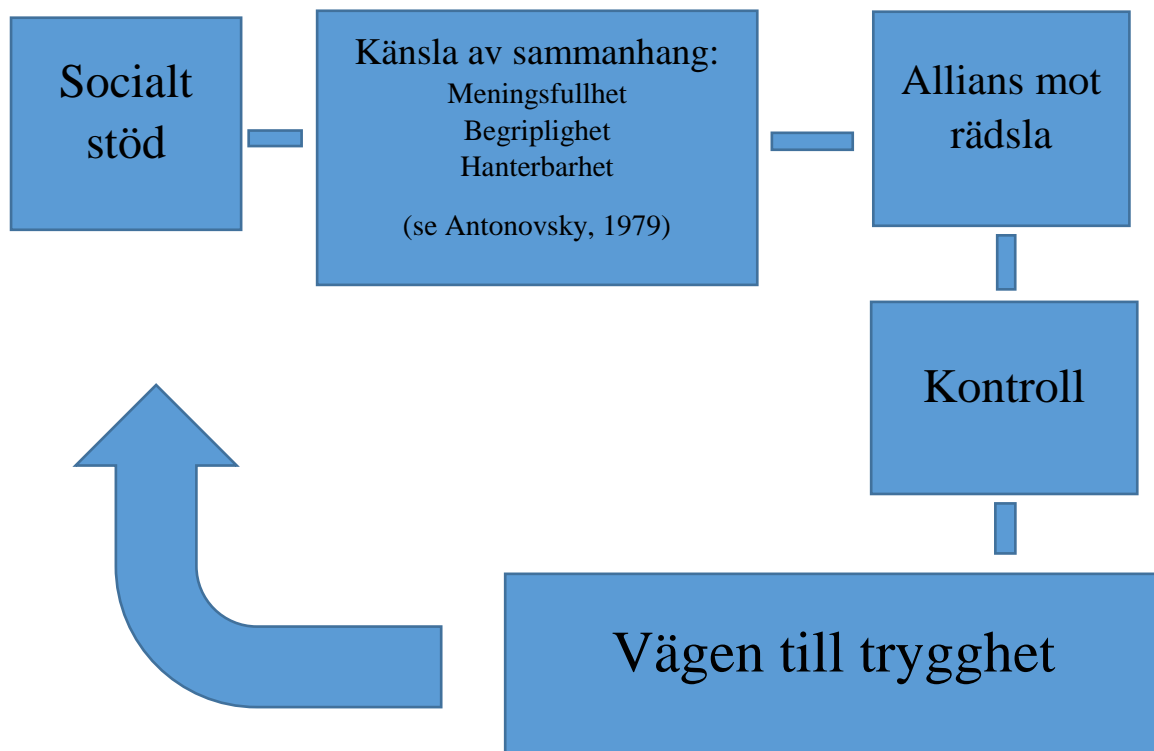 Socialt
stöd
Känsla av sammanhang:
Meningsfullhet
Begriplighet
Hanterbarhet
(se Antonovsky, 1979)
Allians mot
rädsla
Kontroll
Vägen till trygghet